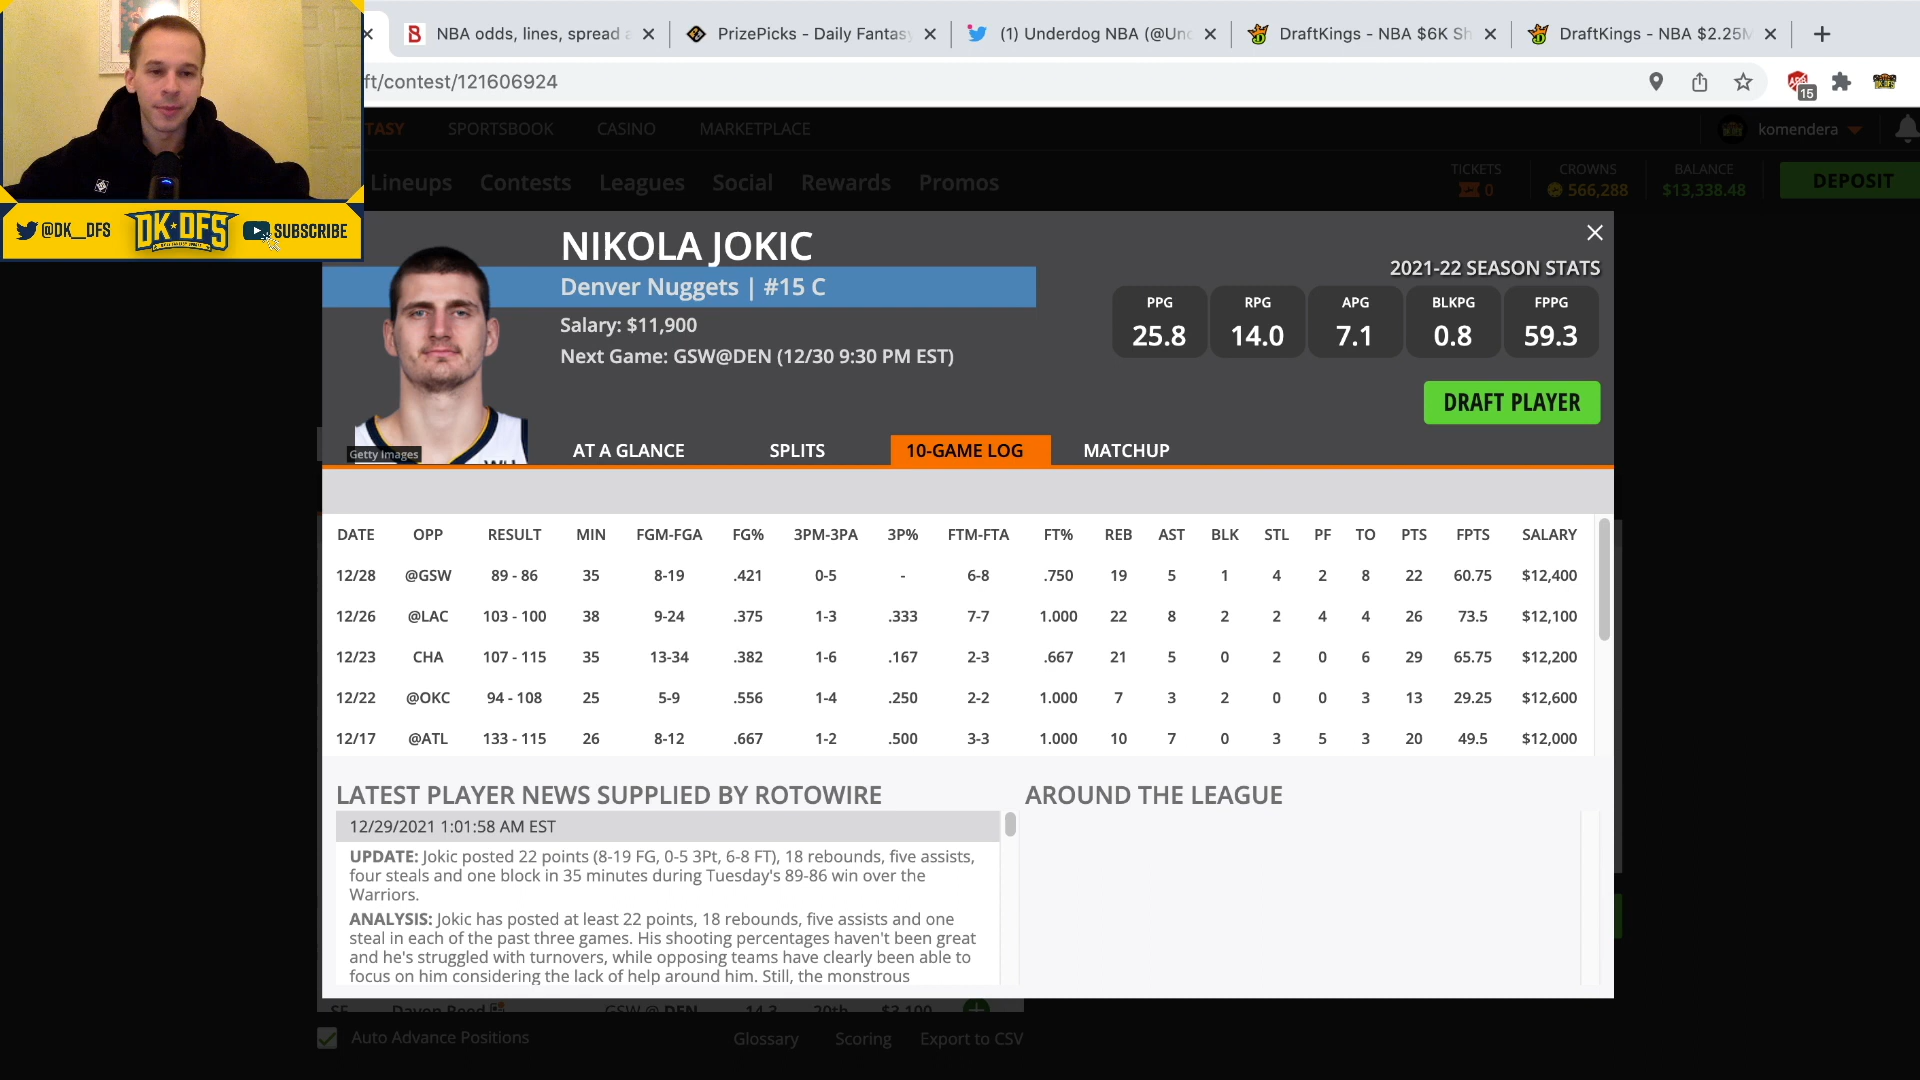 NBA odds, lines, spread a
PrizePicks - Daily Fantasy
(1) Underdog NBA (@Und
DraftKings - NBA $6K Sh
DraftKings - NBA $2.25M
ft/contest/121606924
15
TASY SPORTSBOOK CASINO MARKETPLACE
komendera
Lineups Contests Leagues Social Rewards Promos
TICKETS 0
CROWNS 566,288
BALANCE $13,338.48
DEPOSIT
@DK__DFS
DK DFS
SUBSCRIBE
NIKOLA JOKIC
Denver Nuggets | #15 C
Salary: $11,900
Next Game: GSW@DEN (12/30 9:30 PM EST)
2021-22 SEASON STATS
PPG RPG APG BLKPG FPPG
25.8 14.0 7.1 0.8 59.3
DRAFT PLAYER
Getty Images
AT A GLANCE SPLITS 10-GAME LOG MATCHUP
DATE OPP RESULT MIN FGM-FGA FG% 3PM-3PA 3P% FTM-FTA FT% REB AST BLK STL PF TO PTS FPTS SALARY
12/28 @GSW 89 - 86 35 8-19 .421 0-5 - 6-8 .750 19 5 1 4 2 8 22 60.75 $12,400
12/26 @LAC 103 - 100 38 9-24 .375 1-3 .333 7-7 1.000 22 8 2 2 4 4 26 73.5 $12,100
12/23 CHA 107 - 115 35 13-34 .382 1-6 .167 2-3 .667 21 5 0 2 0 6 29 65.75 $12,200
12/22 @OKC 94 - 108 25 5-9 .556 1-4 .250 2-2 1.000 7 3 2 0 0 3 13 29.25 $12,600
12/17 @ATL 133 - 115 26 8-12 .667 1-2 .500 3-3 1.000 10 7 0 3 5 3 20 49.5 $12,000
LATEST PLAYER NEWS SUPPLIED BY ROTOWIRE
AROUND THE LEAGUE
12/29/2021 1:01:58 AM EST
UPDATE: Jokic posted 22 points (8-19 FG, 0-5 3Pt, 6-8 FT), 18 rebounds, five assists,
four steals and one block in 35 minutes during Tuesday's 89-86 win over the
Warriors.
ANALYSIS: Jokic has posted at least 22 points, 18 rebounds, five assists and one
steal in each of the past three games. His shooting percentages haven't been great
and he's struggled with turnovers, while opposing teams have clearly been able to
focus on him considering the lack of help around him. Still, the monstrous
Davon Reed GSW @ DEN 14.3 20th $3,100
Auto Advance Positions Glossary Scoring Export to CSV